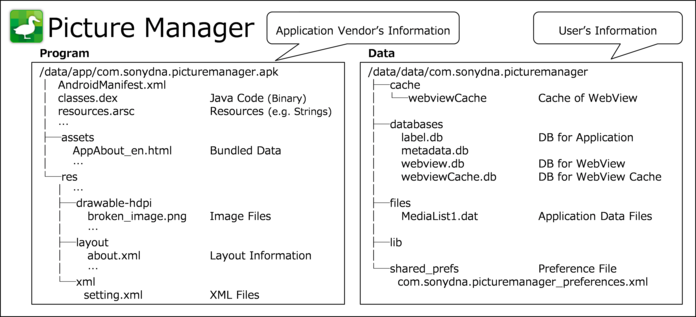 Picture Manager
Application Vendor's Information
User's Information
Program
/data/app/com.sonydna.picturemanager.apk
AndroidManifest.xml
classes.dex Java Code (Binary)
resources.arsc Resources (e.g. Strings)
...
assets
AppAbout_en.html Bundled Data
...
res
...
drawable-hdpi
broken_image.png Image Files
...
layout
about.xml Layout Information
...
xml
setting.xml XML Files
Data
/data/data/com.sonydna.picturemanager
cache
webviewCache Cache of WebView
databases
label.db DB for Application
metadata.db
webview.db DB for WebView
webviewCache.db DB for WebView Cache
files
MediaList1.dat Application Data Files
lib
shared_prefs Preference File
com.sonydna.picturemanager_preferences.xml